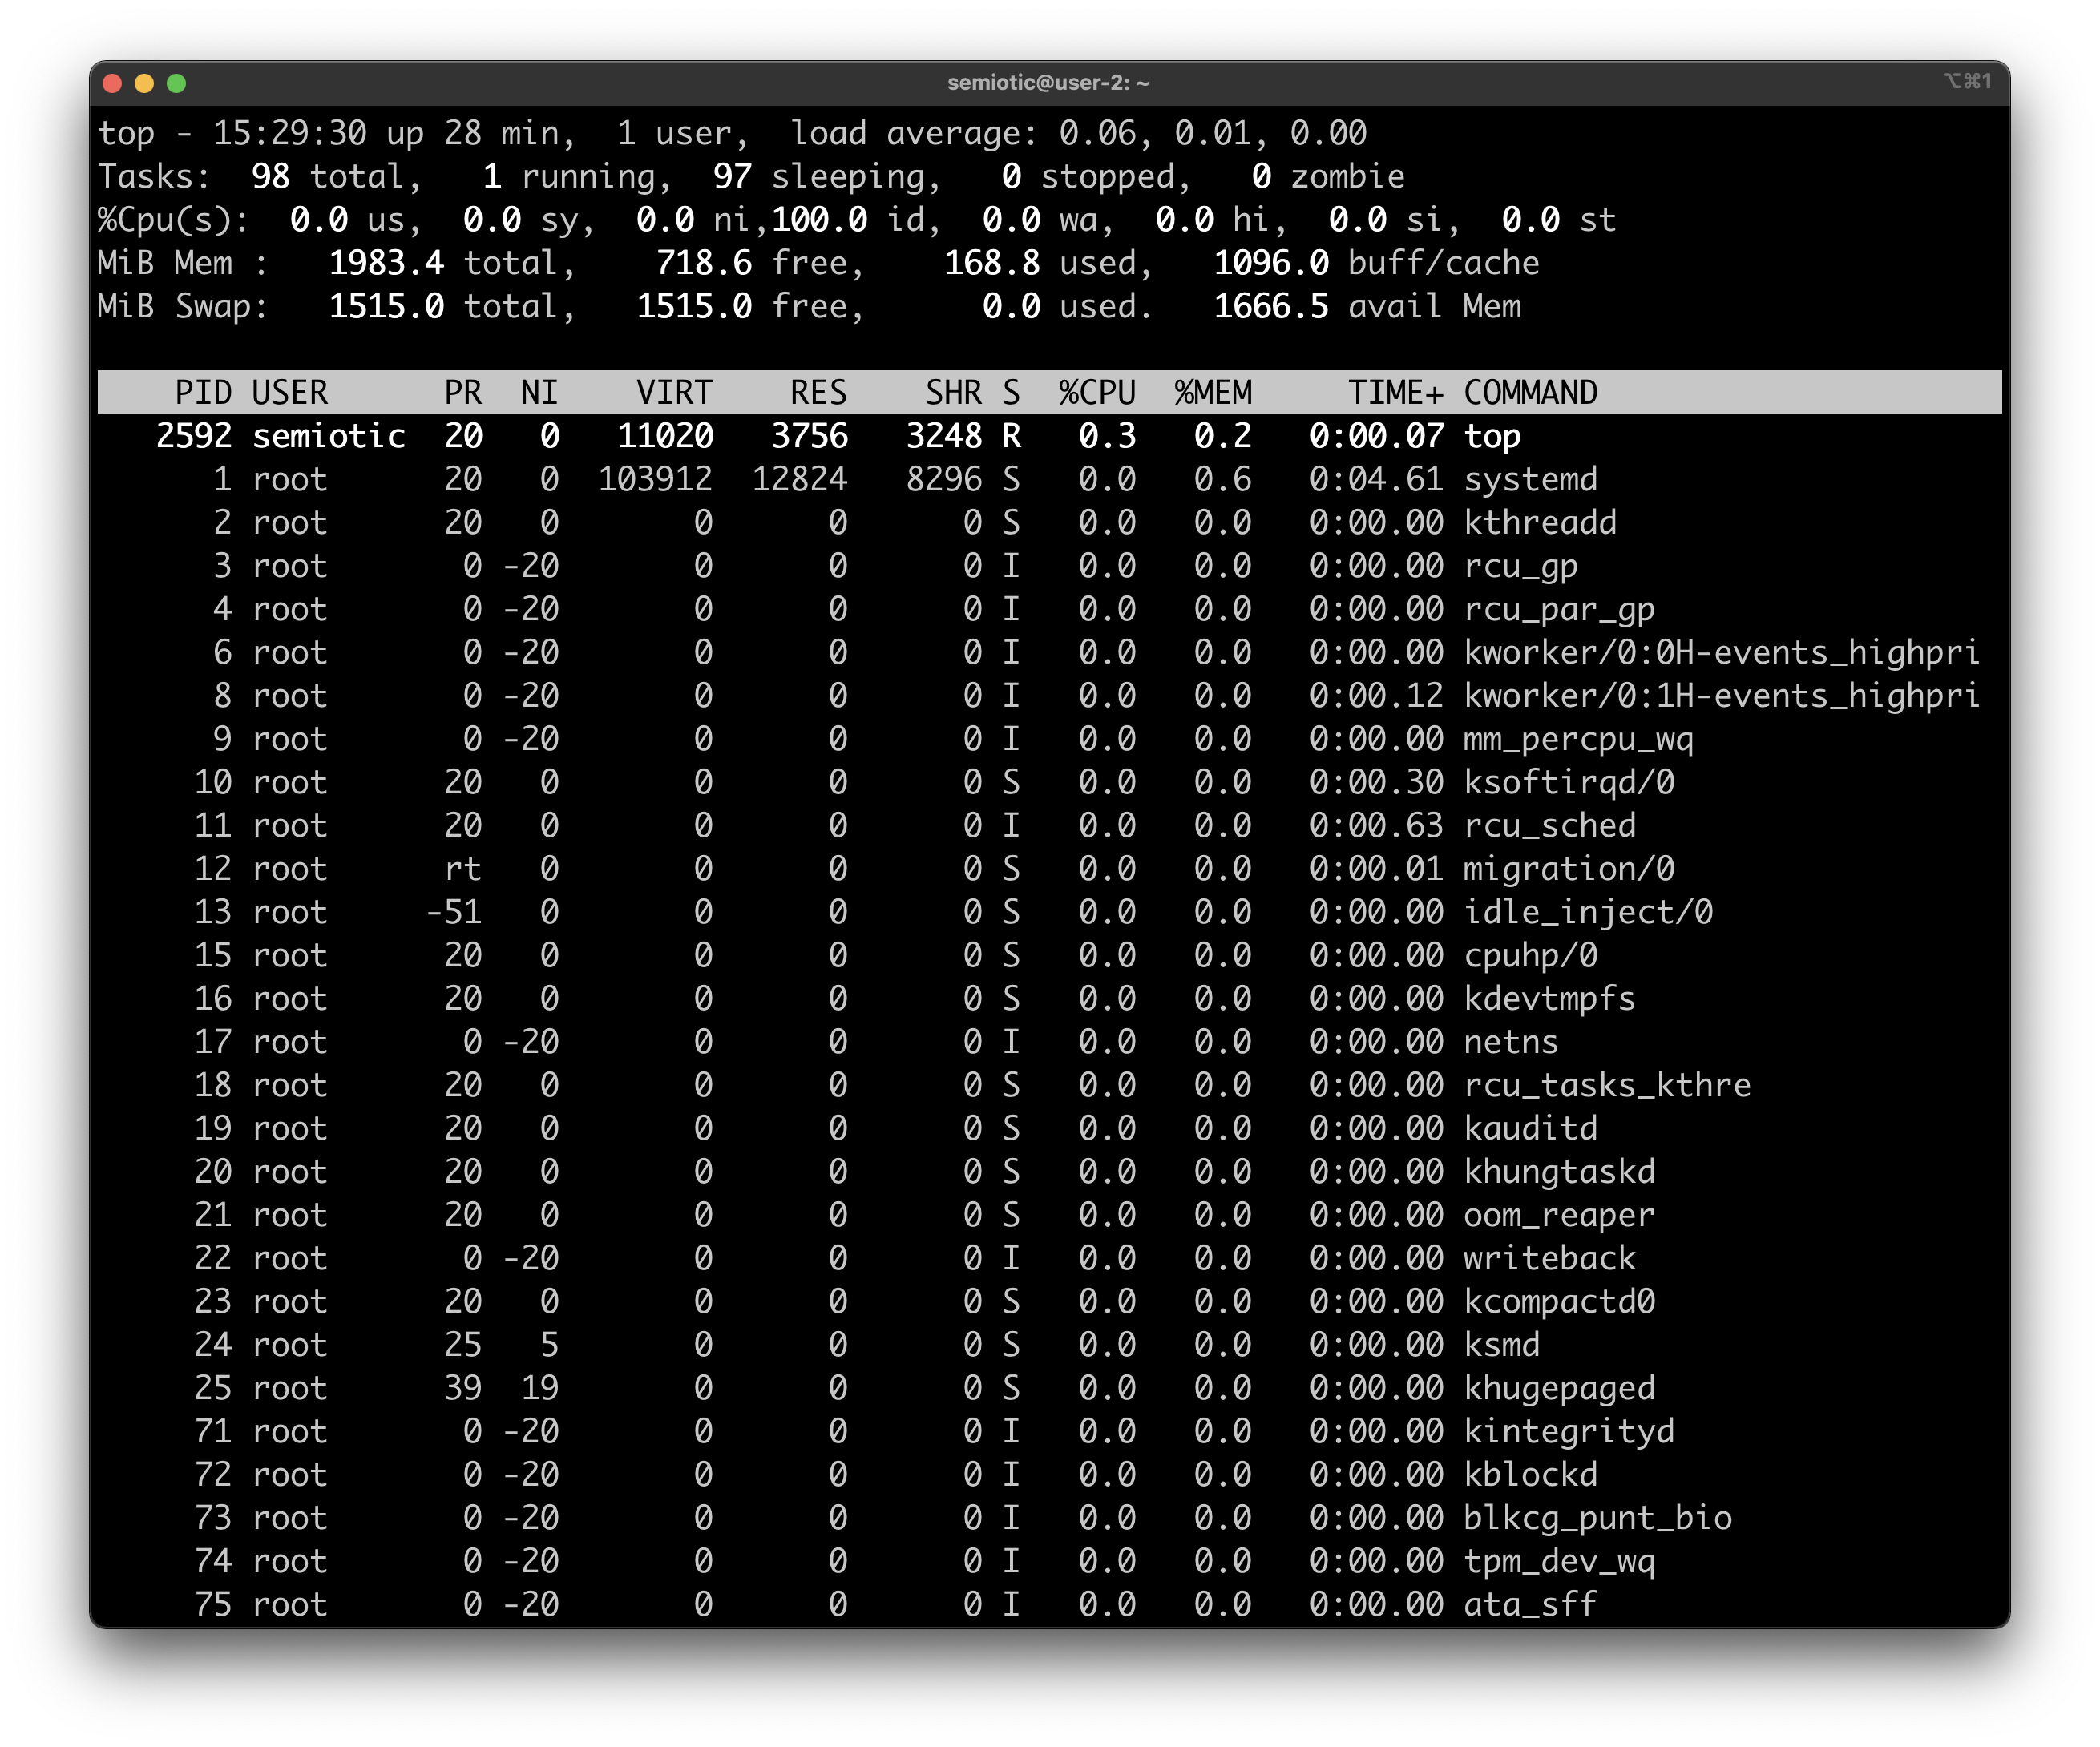 semiotic@user-2: ~
⌥⌘1
top - 15:29:30 up 28 min,  1 user,  load average: 0.06, 0.01, 0.00
Tasks:  98 total,   1 running,  97 sleeping,   0 stopped,   0 zombie
%Cpu(s):  0.0 us,  0.0 sy,  0.0 ni,100.0 id,  0.0 wa,  0.0 hi,  0.0 si,  0.0 st
MiB Mem :   1983.4 total,    718.6 free,    168.8 used,   1096.0 buff/cache
MiB Swap:   1515.0 total,   1515.0 free,      0.0 used.   1666.5 avail Mem
    PID USER      PR  NI    VIRT    RES    SHR S  %CPU  %MEM     TIME+ COMMAND
   2592 semiotic  20   0   11020   3756   3248 R   0.3   0.2   0:00.07 top
      1 root      20   0  103912  12824   8296 S   0.0   0.6   0:04.61 systemd
      2 root      20   0       0      0      0 S   0.0   0.0   0:00.00 kthreadd
      3 root       0 -20       0      0      0 I   0.0   0.0   0:00.00 rcu_gp
      4 root       0 -20       0      0      0 I   0.0   0.0   0:00.00 rcu_par_gp
      6 root       0 -20       0      0      0 I   0.0   0.0   0:00.00 kworker/0:0H-events_highpri
      8 root       0 -20       0      0      0 I   0.0   0.0   0:00.12 kworker/0:1H-events_highpri
      9 root       0 -20       0      0      0 I   0.0   0.0   0:00.00 mm_percpu_wq
     10 root      20   0       0      0      0 S   0.0   0.0   0:00.30 ksoftirqd/0
     11 root      20   0       0      0      0 I   0.0   0.0   0:00.63 rcu_sched
     12 root      rt   0       0      0      0 S   0.0   0.0   0:00.01 migration/0
     13 root     -51   0       0      0      0 S   0.0   0.0   0:00.00 idle_inject/0
     15 root      20   0       0      0      0 S   0.0   0.0   0:00.00 cpuhp/0
     16 root      20   0       0      0      0 S   0.0   0.0   0:00.00 kdevtmpfs
     17 root       0 -20       0      0      0 I   0.0   0.0   0:00.00 netns
     18 root      20   0       0      0      0 S   0.0   0.0   0:00.00 rcu_tasks_kthre
     19 root      20   0       0      0      0 S   0.0   0.0   0:00.00 kauditd
     20 root      20   0       0      0      0 S   0.0   0.0   0:00.00 khungtaskd
     21 root      20   0       0      0      0 S   0.0   0.0   0:00.00 oom_reaper
     22 root       0 -20       0      0      0 I   0.0   0.0   0:00.00 writeback
     23 root      20   0       0      0      0 S   0.0   0.0   0:00.00 kcompactd0
     24 root      25   5       0      0      0 S   0.0   0.0   0:00.00 ksmd
     25 root      39  19       0      0      0 S   0.0   0.0   0:00.00 khugepaged
     71 root       0 -20       0      0      0 I   0.0   0.0   0:00.00 kintegrityd
     72 root       0 -20       0      0      0 I   0.0   0.0   0:00.00 kblockd
     73 root       0 -20       0      0      0 I   0.0   0.0   0:00.00 blkcg_punt_bio
     74 root       0 -20       0      0      0 I   0.0   0.0   0:00.00 tpm_dev_wq
     75 root       0 -20       0      0      0 I   0.0   0.0   0:00.00 ata_sff